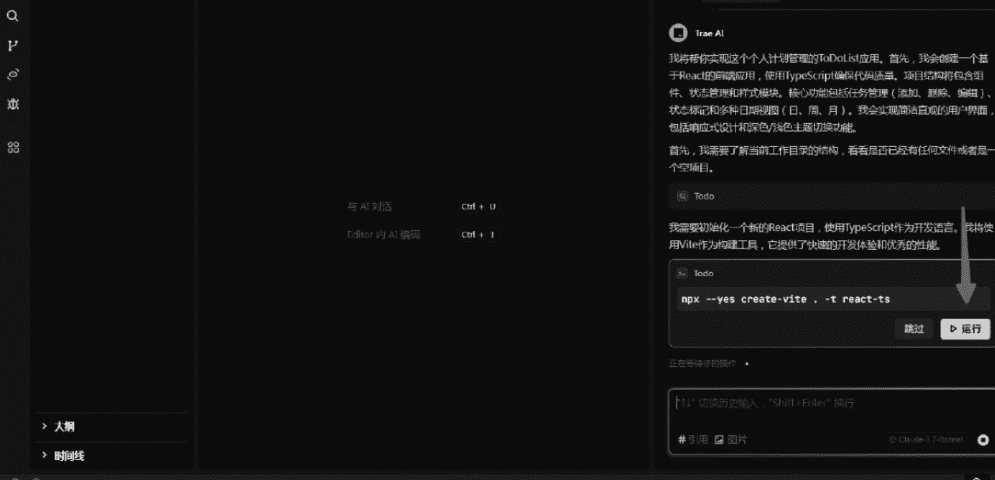 Trae AI
我将帮你实现这个个人计划管理的ToDoList应用。首先，我会创建一个基
于React的前端应用，使用TypeScript确保代码质量。项目结构将包含组
件、状态管理和样式模块。核心功能包括任务管理（添加、删除、编辑）、
状态标记和多种日期视图（日、周、月）。我会实现简洁直观的用户界面，
包括响应式设计和深色/浅色主题切换功能。
首先，我需要了解当前工作目录的结构，看看是否已经有任何文件或者是一
个空项目。
Todo
我需要初始化一个新的React项目，使用TypeScript作为开发语言。我将使
用Vite作为构建工具，它提供了快速的开发体验和优秀的性能。
Todo
npx --yes create-vite . -t react-ts
跳过 运行
正在等待你的操作
"↑↓" 切换历史输入，"Shift+Enter" 换行
# 引用 图片 Claude-3.7-Sonnet
与 AI 对话 Ctrl + U
Editor 内 AI 编码 Ctrl + I
大纲
时间线